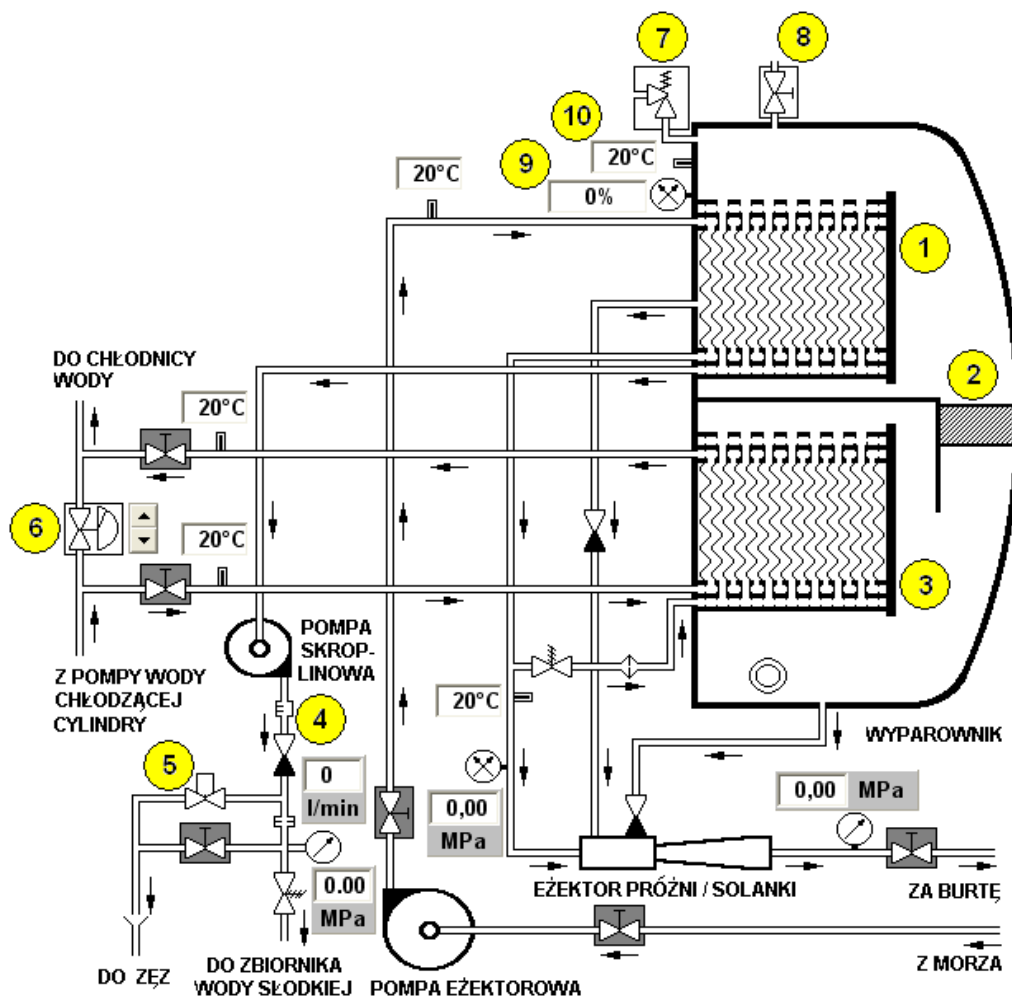 7
8
10
9
20°C
20°C
0%
1
DO CHŁODNICY
WODY
2
20°C
6
20°C
3
POMPA
SKROP-
LINOWA
Z POMPY WODY
CHŁODZĄCEJ
CYLINDRY
20°C
4
WYPAROWNIK
5
0
l/min
0,00
MPa
0,00 MPa
0.00
MPa
EŻEKTOR PRÓŻNI / SOLANKI
ZA BURTĘ
DO ZĘZ
DO ZBIORNIKA
WODY SŁODKIEJ
POMPA EŻEKTOROWA
Z MORZA